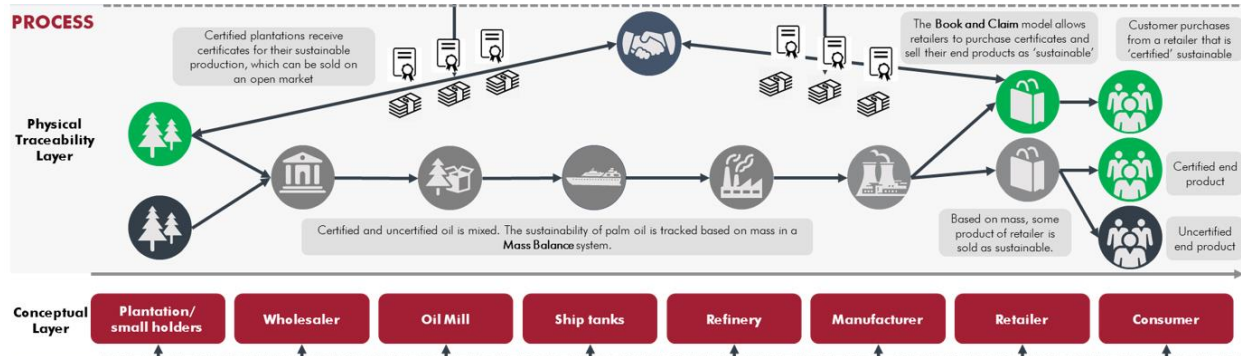 PROCESS
Certified plantations receive
certificates for their sustainable
production, which can be sold on
an open market
The Book and Claim model allows
retailers to purchase certificates and
sell their end products as ‘sustainable’
Customer purchases
from a retailer that is
‘certified’ sustainable
Physical
Traceability
Layer
Certified end
product
Certified and uncertified oil is mixed. The sustainability of palm oil is tracked based on mass in a
Mass Balance system.
Based on mass, some
product of retailer is
sold as sustainable.
Uncertified
end product
Conceptual
Layer
Plantation/
small holders
Wholesaler
Oil Mill
Ship tanks
Refinery
Manufacturer
Retailer
Consumer